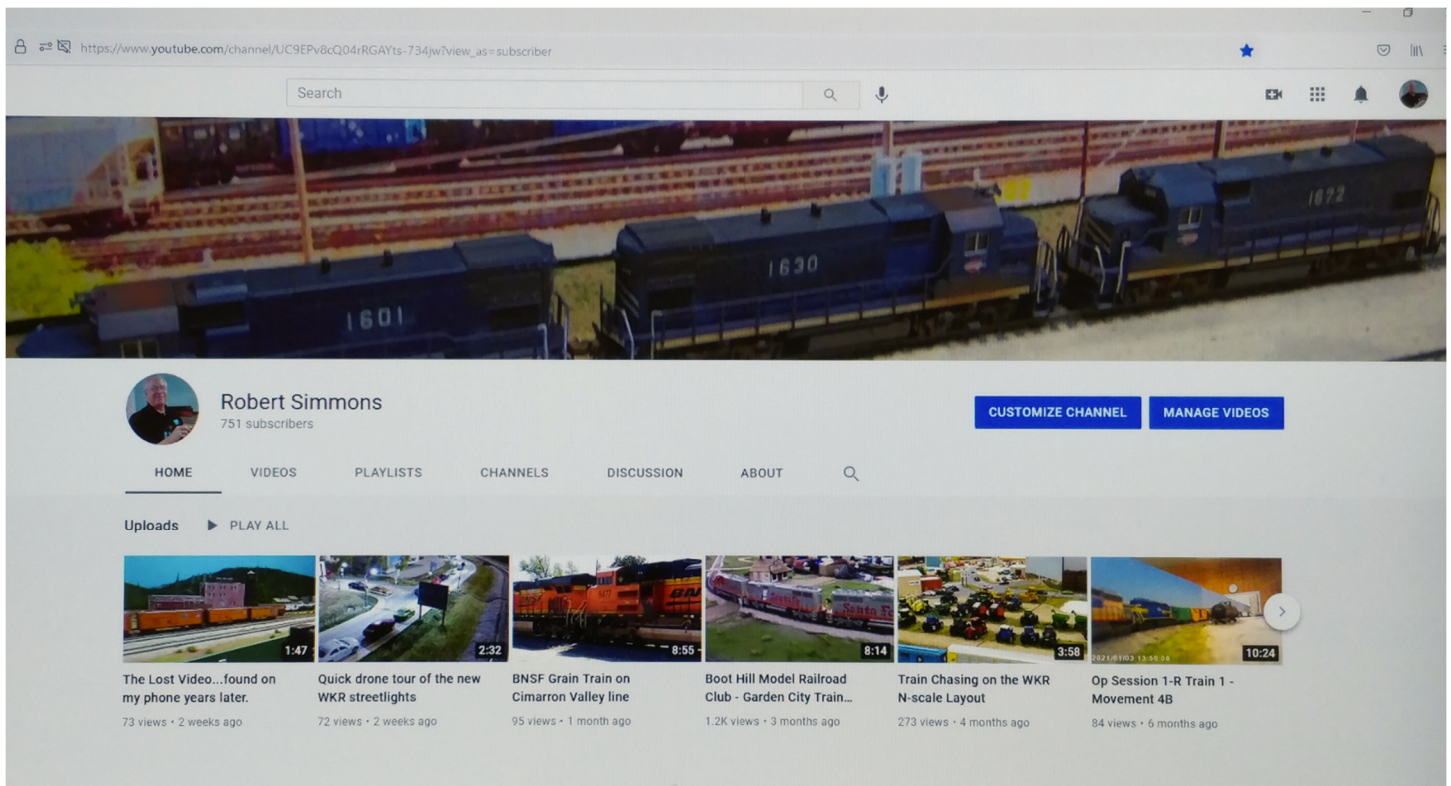 https://www.youtube.com/channel/UC9EPv8cQ04rRGAYts-734jw?view_as=subscriber
Search
1601
1630
1672
Robert Simmons
751 subscribers
CUSTOMIZE CHANNEL
MANAGE VIDEOS
HOME VIDEOS PLAYLISTS CHANNELS DISCUSSION ABOUT
Uploads PLAY ALL
1:47
The Lost Video...found on
my phone years later.
73 views • 2 weeks ago
2:32
Quick drone tour of the new
WKR streetlights
72 views • 2 weeks ago
8:55
BNSF Grain Train on
Cimarron Valley line
95 views • 1 month ago
Santa Fe
8:14
Boot Hill Model Railroad
Club - Garden City Train...
1.2K views • 3 months ago
3:58
Train Chasing on the WKR
N-scale Layout
273 views • 4 months ago
2021/01/03
10:24
Op Session 1-R Train 1 -
Movement 4B
84 views • 6 months ago